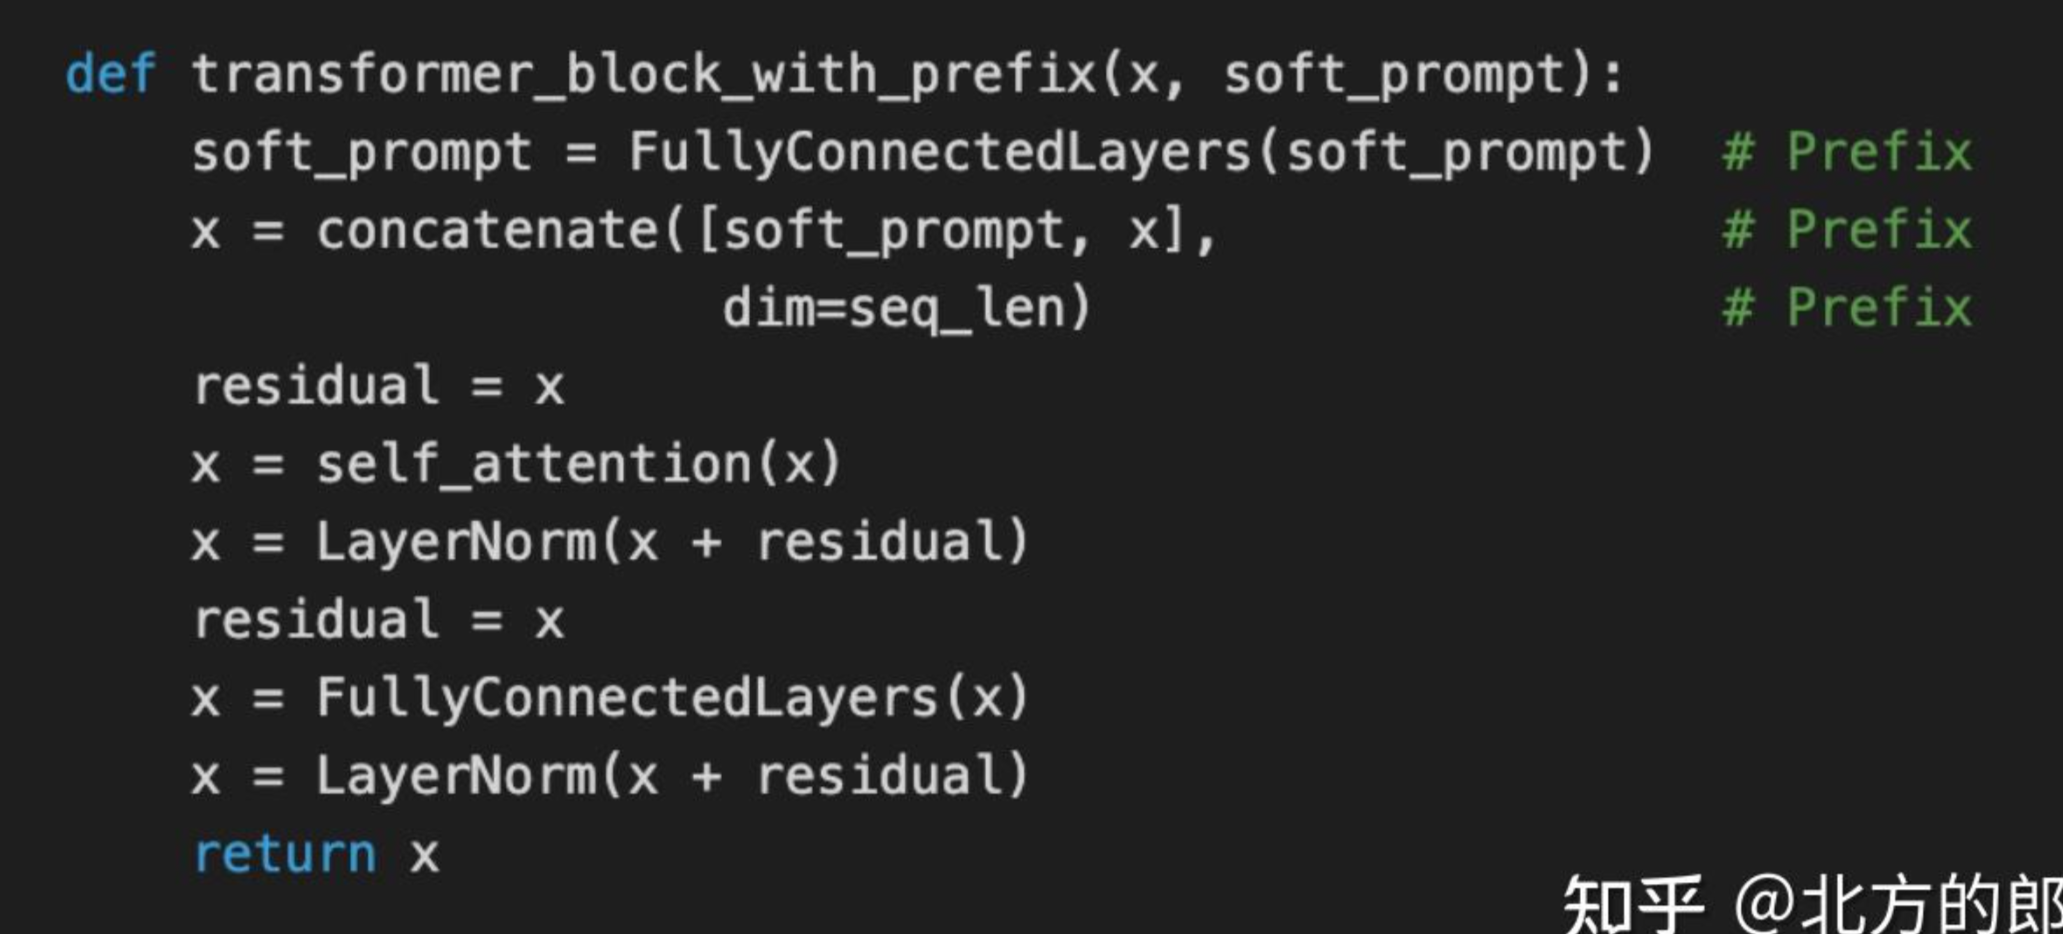 def transformer_block_with_prefix(x, soft_prompt):
    soft_prompt = FullyConnectedLayers(soft_prompt)  # Prefix
    x = concatenate([soft_prompt, x],                # Prefix
                     dim=seq_len)                    # Prefix
    residual = x
    x = self_attention(x)
    x = LayerNorm(x + residual)
    residual = x
    x = FullyConnectedLayers(x)
    x = LayerNorm(x + residual)
    return x
知乎 @北方的郎